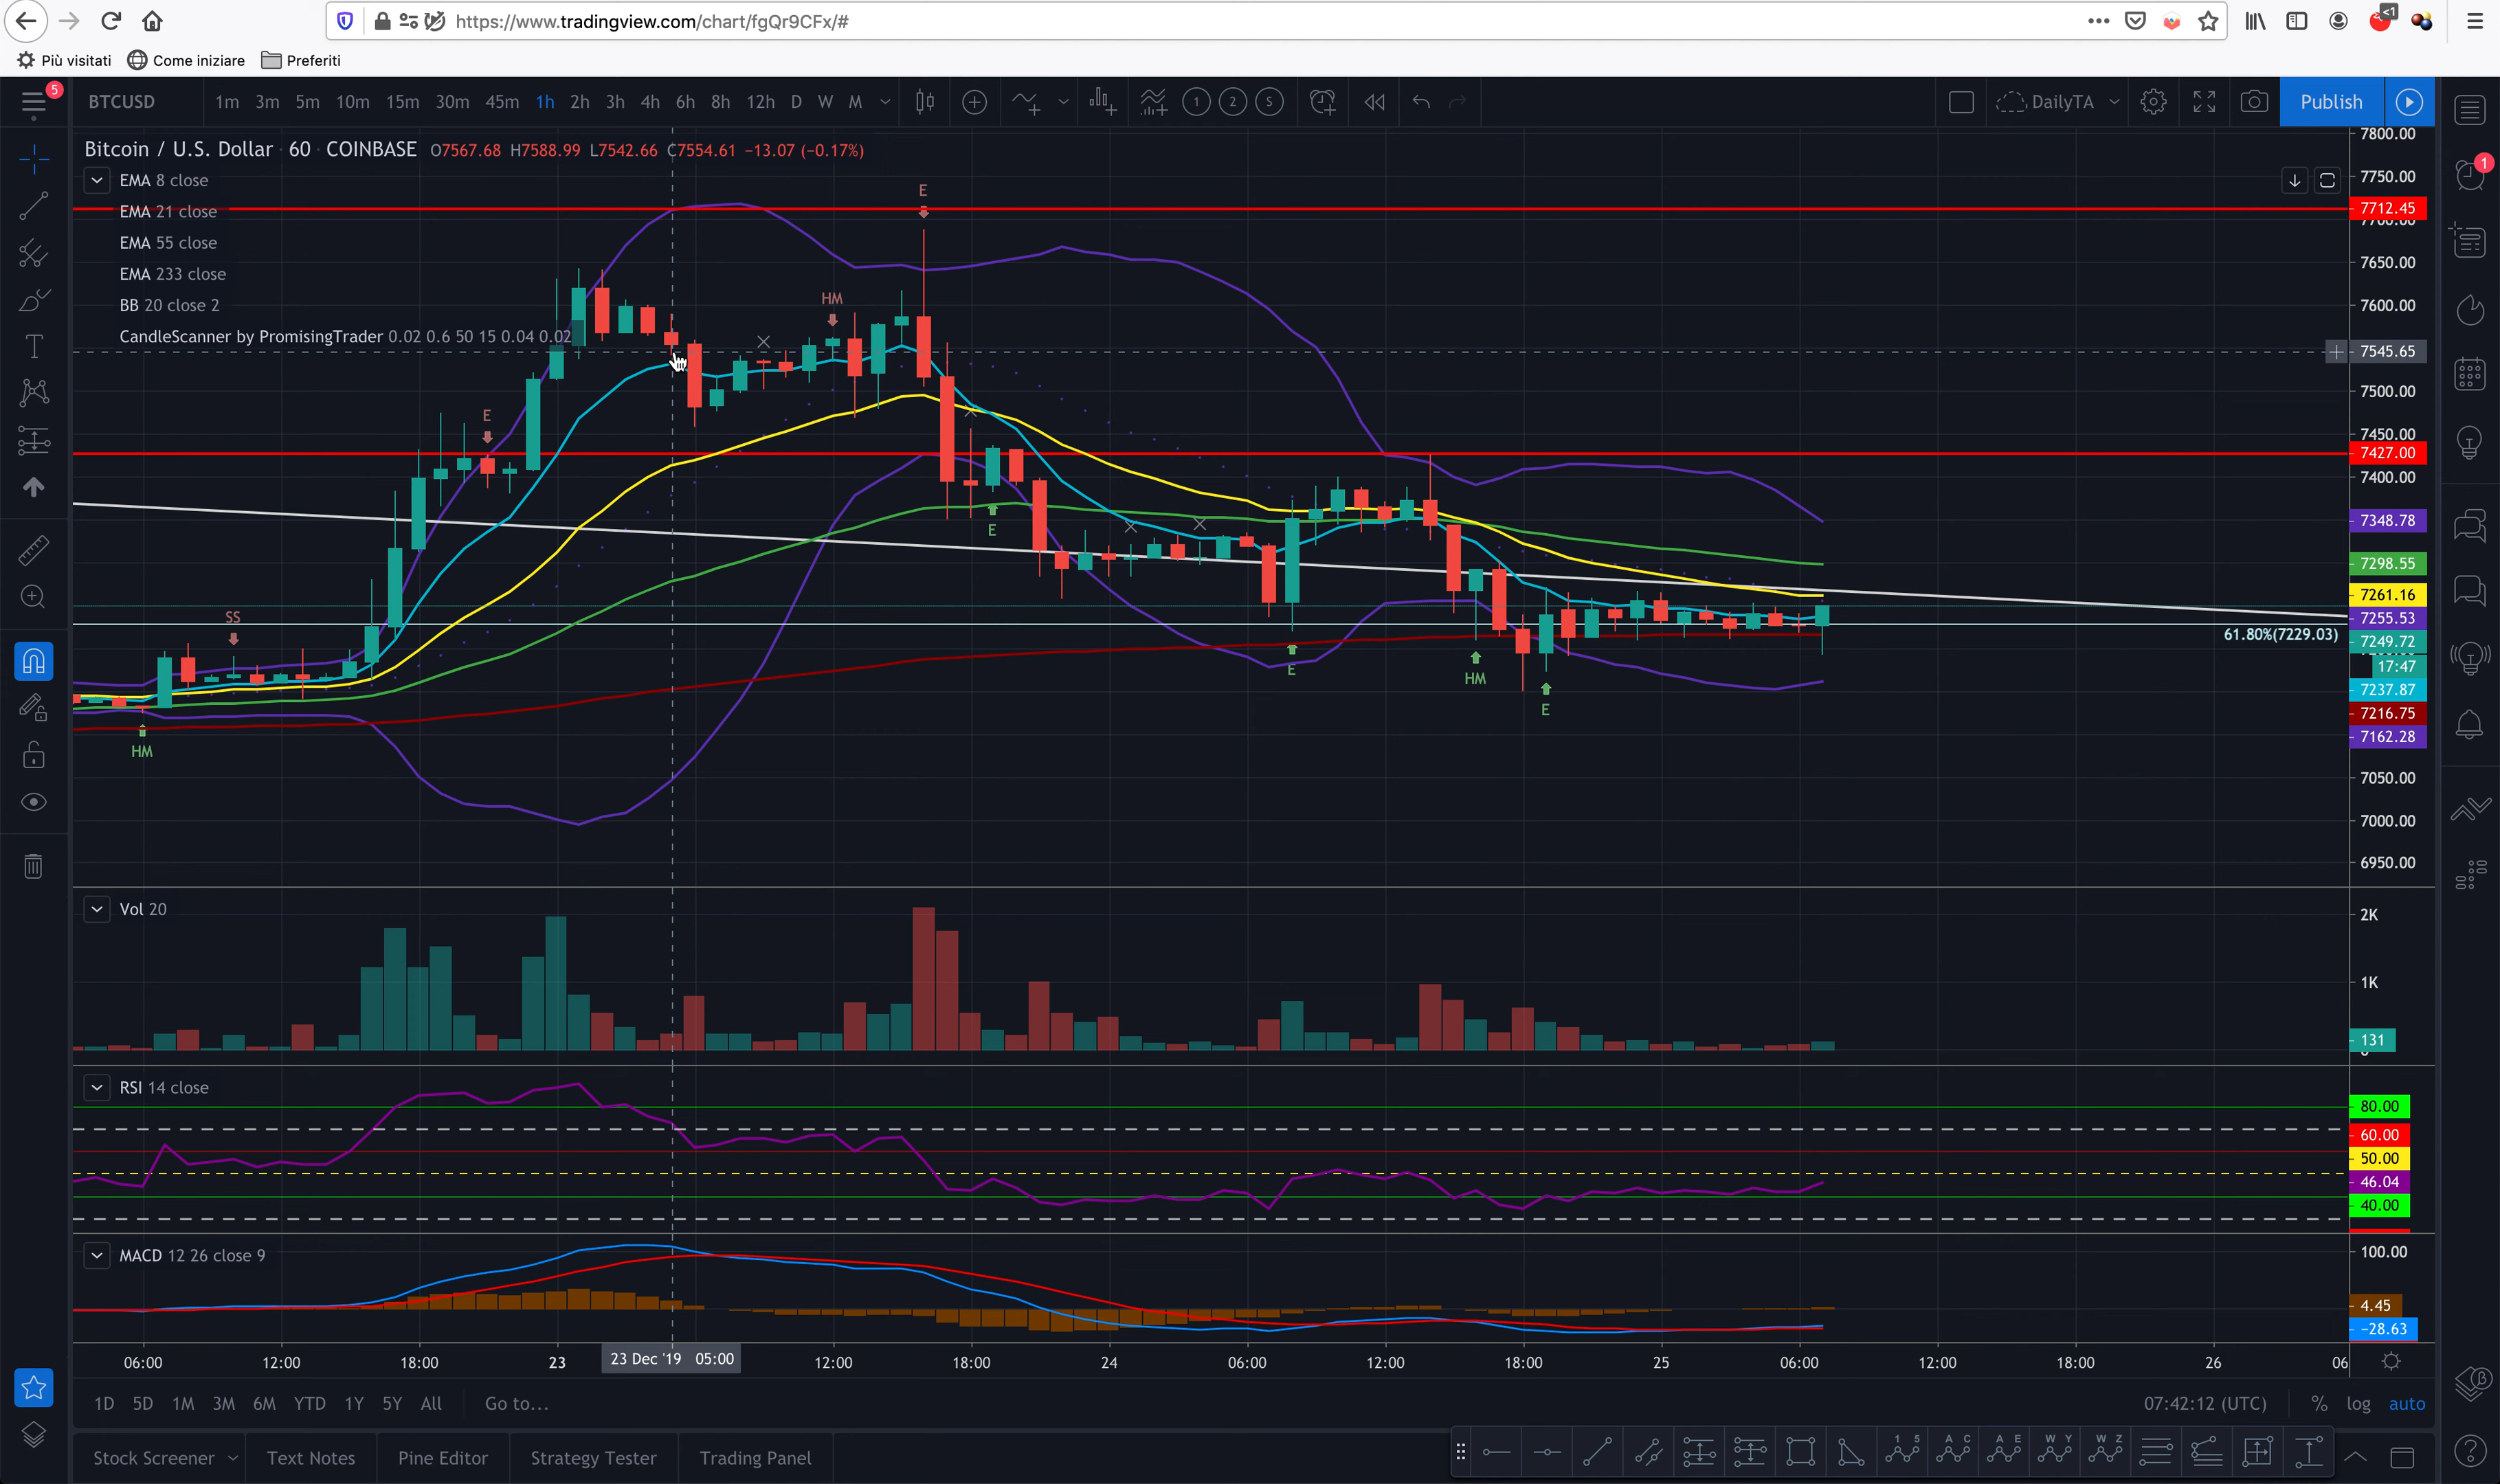 https://www.tradingview.com/chart/fgQr9CFx/#
<1
Più visitati Come iniziare Preferiti
5
BTCUSD 1m 3m 5m 10m 15m 30m 45m 1h 2h 3h 4h 6h 8h 12h D W M 1 2 S DailyTA Publish
Bitcoin / U.S. Dollar · 60 · COINBASE O7567.68 H7588.99 L7542.66 C7554.61 −13.07 (−0.17%)
EMA 8 close
EMA 21 close
EMA 55 close
EMA 233 close
BB 20 close 2
CandleScanner by PromisingTrader 0.02 0.6 50 15 0.04 0.02
E
HM
E
SS
HM
E
E
HM
E
61.80%(7229.03)
7800.00
7750.00
7712.45
7700.00
7650.00
7600.00
7545.65
7500.00
7450.00
7427.00
7400.00
7348.78
7298.55
7261.16
7255.53
7249.72
17:47
7237.87
7216.75
7162.28
7050.00
7000.00
6950.00
1
Vol 20
2K
1K
131
0
RSI 14 close
80.00
60.00
50.00
46.04
40.00
MACD 12 26 close 9
100.00
4.45
−28.63
06:00 12:00 18:00 23 23 Dec '19 05:00 12:00 18:00 24 06:00 12:00 18:00 25 06:00 12:00 18:00 26 06
1D 5D 1M 3M 6M YTD 1Y 5Y All Go to... 07:42:12 (UTC) % log auto
Stock Screener Text Notes Pine Editor Strategy Tester Trading Panel
1 5 A C A E W Y W Z
β